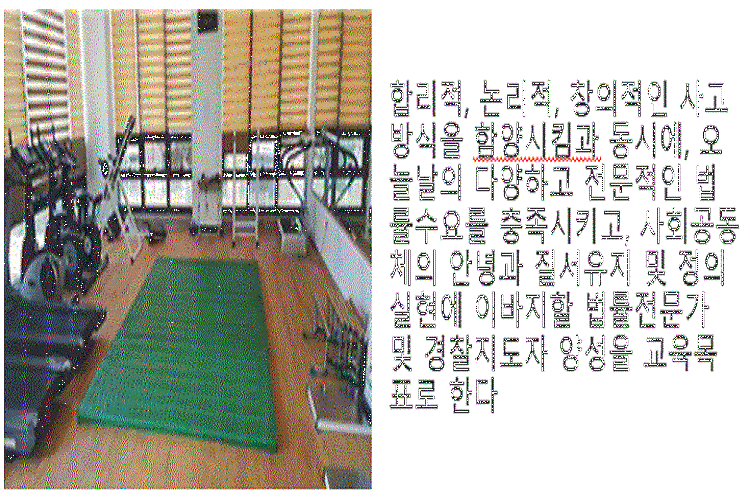 합리적, 논리적, 창의적인 사고
방식을 함양시킴과 동시에, 오
늘날의 다양하고 전문적인 법
률수요를 충족시키고, 사회공동
체의 안녕과 질서유지 및 정의
실현에 이바지할 법률전문가
및 경찰지도자 양성을 교육목
표로 한다